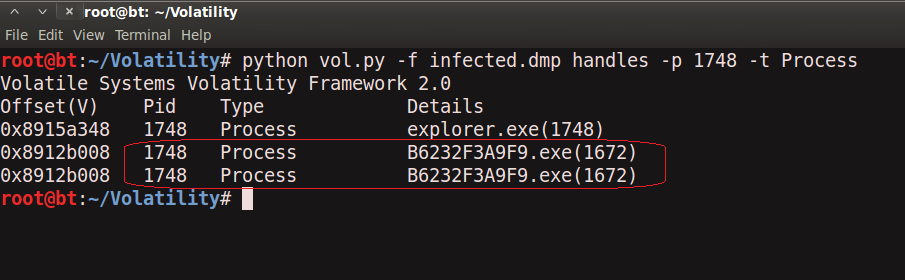 root@bt: ~/Volatility
File Edit View Terminal Help
root@bt:~/Volatility# python vol.py -f infected.dmp handles -p 1748 -t Process
Volatile Systems Volatility Framework 2.0
Offset(V) Pid Type Details
0x8915a348 1748 Process explorer.exe(1748)
0x8912b008 1748 Process B6232F3A9F9.exe(1672)
0x8912b008 1748 Process B6232F3A9F9.exe(1672)
root@bt:~/Volatility#